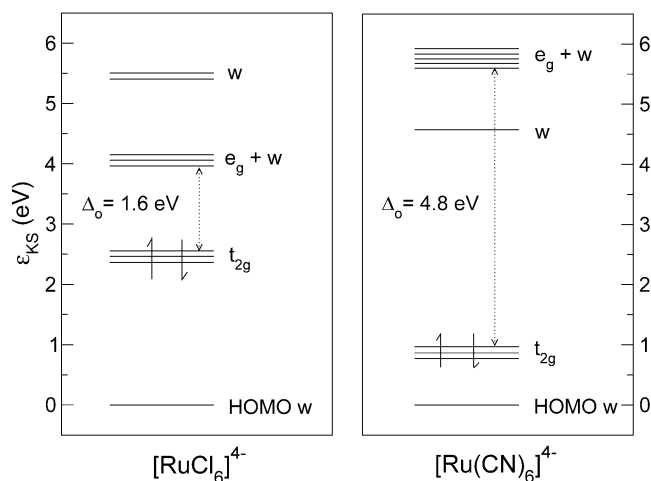 6
5
4
3
2
1
0
ε_KS (eV)
w
e_g + w
Δ_o= 1.6 eV
t_2g
HOMO w
[RuCl_6]^4-
e_g + w
w
Δ_o= 4.8 eV
t_2g
HOMO w
6
5
4
3
2
1
0
[Ru(CN)_6]^4-